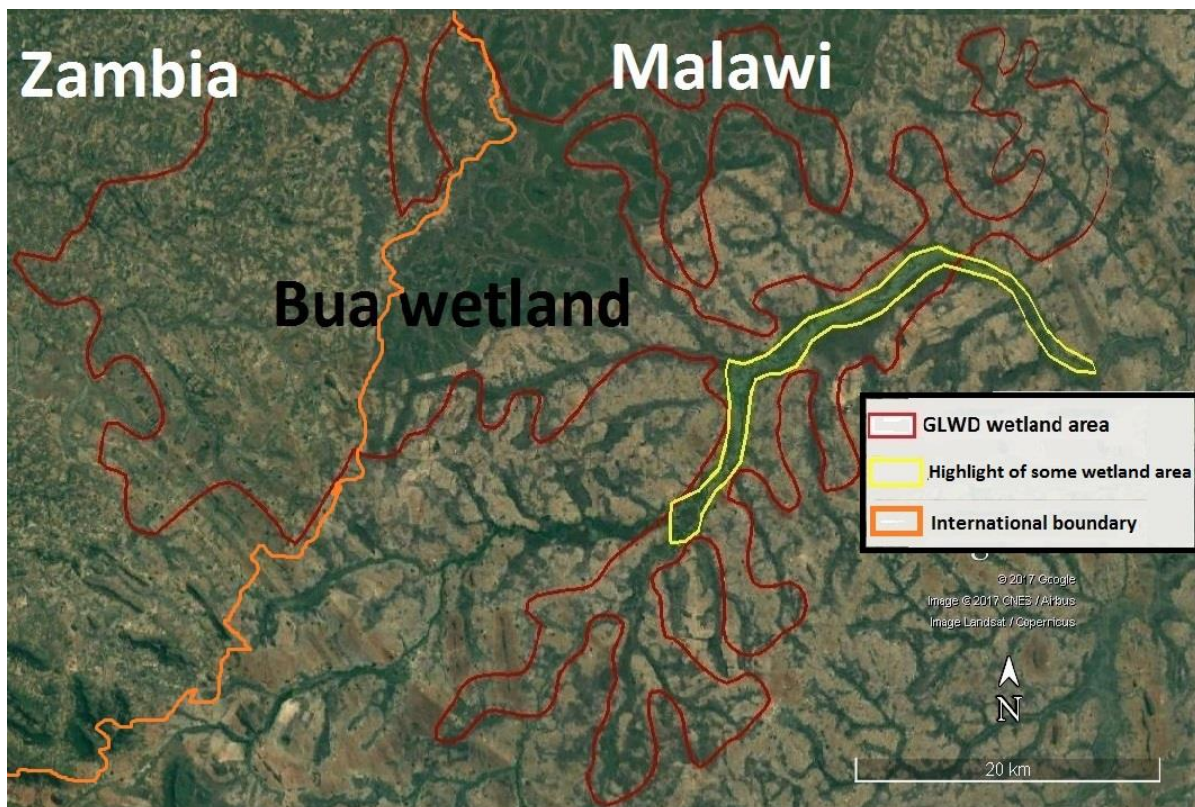 Zambia
Malawi
Bua wetland
GLWD wetland area
Highlight of some wetland area
International boundary
© 2017 Google
Image © 2017 CNES / Airbus
Image Landsat / Copernicus
N
20 km